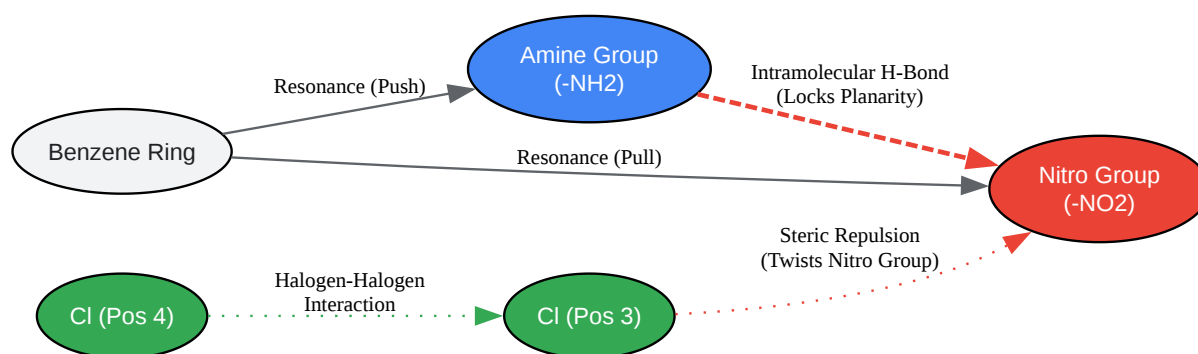 Amine Group
(-NH2)
Resonance (Push)
Intramolecular H-Bond
(Locks Planarity)
Benzene Ring
Resonance (Pull)
Nitro Group
(-NO2)
Steric Repulsion
(Twists Nitro Group)
Halogen-Halogen
Interaction
Cl (Pos 4)
Cl (Pos 3)